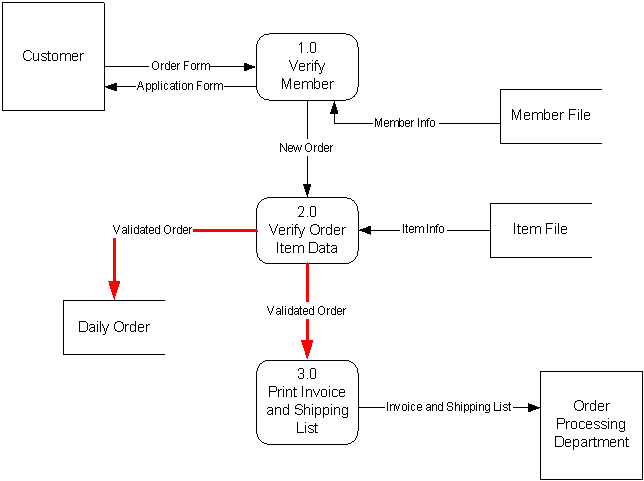 Customer
Order Form
Application Form
1.0
Verify
Member
Member Info
Member File
New Order
2.0
Verify Order
Item Data
Validated Order
Item Info
Item File
Validated Order
Daily Order
3.0
Print Invoice
and Shipping
List
Invoice and Shipping List
Order
Processing
Department